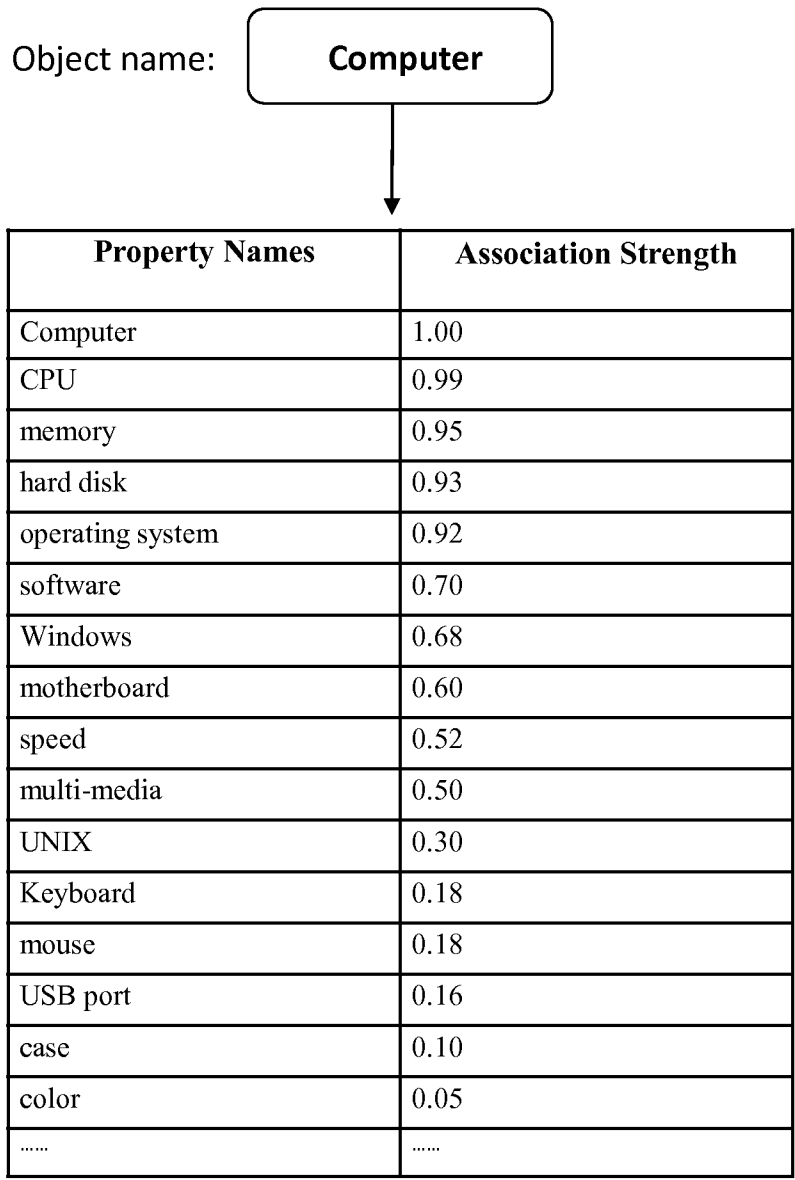 Object name: Computer
Property Names Association Strength
Computer 1.00
CPU 0.99
memory 0.95
hard disk 0.93
operating system 0.92
software 0.70
Windows 0.68
motherboard 0.60
speed 0.52
multi-media 0.50
UNIX 0.30
Keyboard 0.18
mouse 0.18
USB port 0.16
case 0.10
color 0.05
...... ......